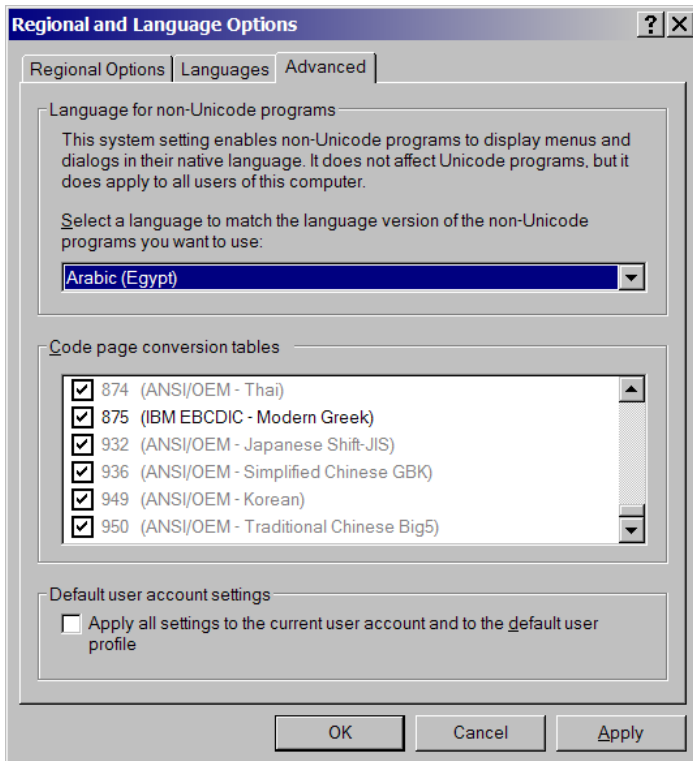 Regional and Language Options
Regional Options Languages Advanced
Language for non-Unicode programs
This system setting enables non-Unicode programs to display menus and
dialogs in their native language. It does not affect Unicode programs, but it
does apply to all users of this computer.
Select a language to match the language version of the non-Unicode
programs you want to use:
Arabic (Egypt)
Code page conversion tables
874 (ANSI/OEM - Thai)
875 (IBM EBCDIC - Modern Greek)
932 (ANSI/OEM - Japanese Shift-JIS)
936 (ANSI/OEM - Simplified Chinese GBK)
949 (ANSI/OEM - Korean)
950 (ANSI/OEM - Traditional Chinese Big5)
Default user account settings
Apply all settings to the current user account and to the default user
profile
OK Cancel Apply